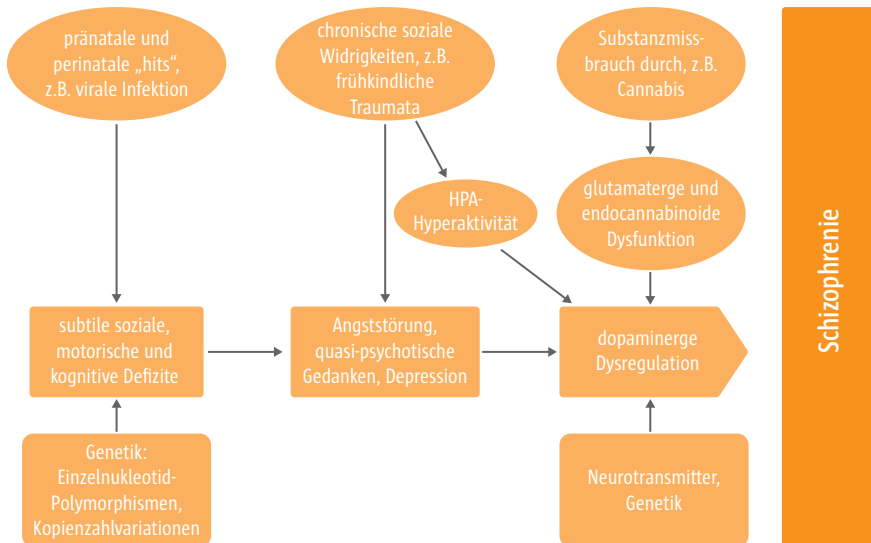 pränatale und
perinatale „hits“,
z.B. virale Infektion
chronische soziale
Widrigkeiten, z.B.
frühkindliche
Traumata
Substanzmiss-
brauch durch, z.B.
Cannabis
HPA-
Hyperaktivität
glutamaterge und
endocannabinoide
Dysfunktion
subtile soziale,
motorische und
kognitive Defizite
Angststörung,
quasi-psychotische
Gedanken, Depression
dopaminerge
Dysregulation
Genetik:
Einzelnukleotid-
Polymorphismen,
Kopienzahlvariationen
Neurotransmitter,
Genetik
Schizophrenie